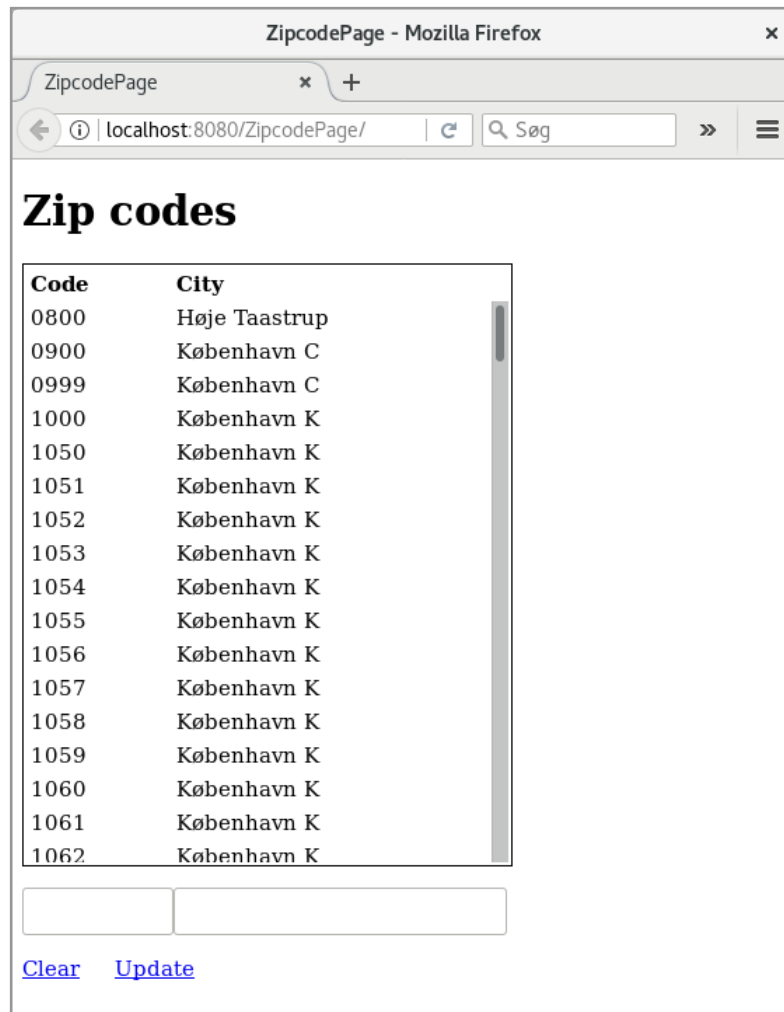 ZipcodePage - Mozilla Firefox
ZipcodePage
localhost:8080/ZipcodePage/ Søg
Zip codes
Code City
0800 Høje Taastrup
0900 København C
0999 København C
1000 København K
1050 København K
1051 København K
1052 København K
1053 København K
1054 København K
1055 København K
1056 København K
1057 København K
1058 København K
1059 København K
1060 København K
1061 København K
1062 København K
Clear Update